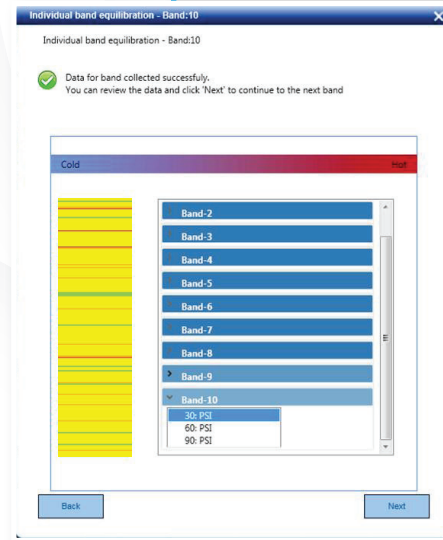 Individual band equilibration - Band:10
Individual band equilibration - Band:10
Data for band collected successfuly.
You can review the data and click 'Next' to continue to the next band
Cold
Hot
Band-2
Band-3
Band-4
Band-5
Band-6
Band-7
Band-8
Band-9
Band-10
30: PSI
60: PSI
90: PSI
Back
Next